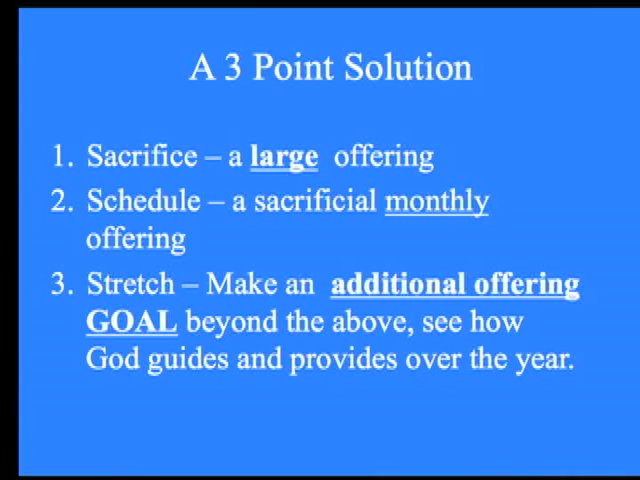 A 3 Point Solution
1. Sacrifice – a large offering
2. Schedule – a sacrificial monthly
offering
3. Stretch – Make an additional offering
GOAL beyond the above, see how
God guides and provides over the year.